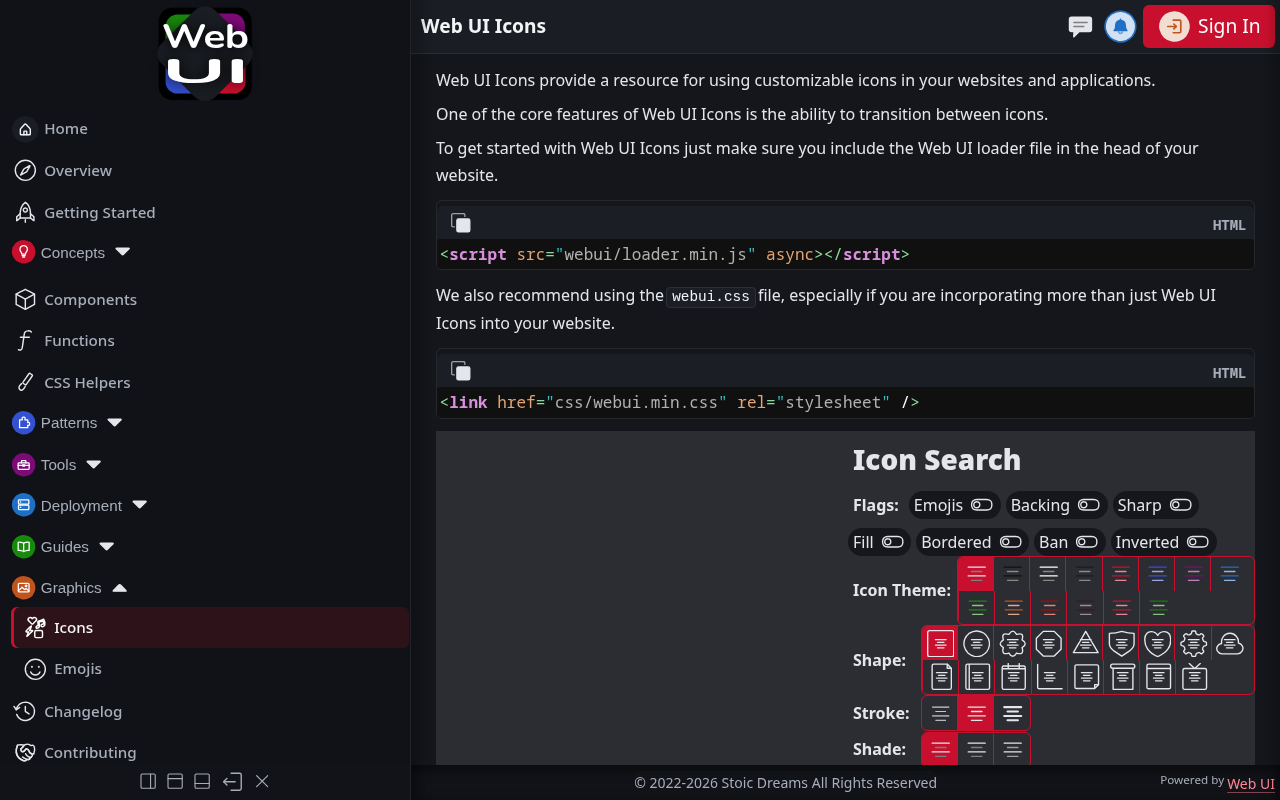 Web
UI
Home
Overview
Getting Started
Concepts
Components
Functions
CSS Helpers
Patterns
Tools
Deployment
Guides
Graphics
Icons
Emojis
Changelog
Contributing
Web UI Icons
Sign In
Web UI Icons provide a resource for using customizable icons in your websites and applications.
One of the core features of Web UI Icons is the ability to transition between icons.
To get started with Web UI Icons just make sure you include the Web UI loader file in the head of your
website.
HTML
<script src="webui/loader.min.js" async></script>
We also recommend using the webui.css file, especially if you are incorporating more than just Web UI
Icons into your website.
HTML
<link href="css/webui.min.css" rel="stylesheet" />
Icon Search
Flags: Emojis Backing Sharp
Fill Bordered Ban Inverted
Icon Theme:
Shape:
Stroke:
Shade:
© 2022-2026 Stoic Dreams All Rights Reserved
Powered by Web UI